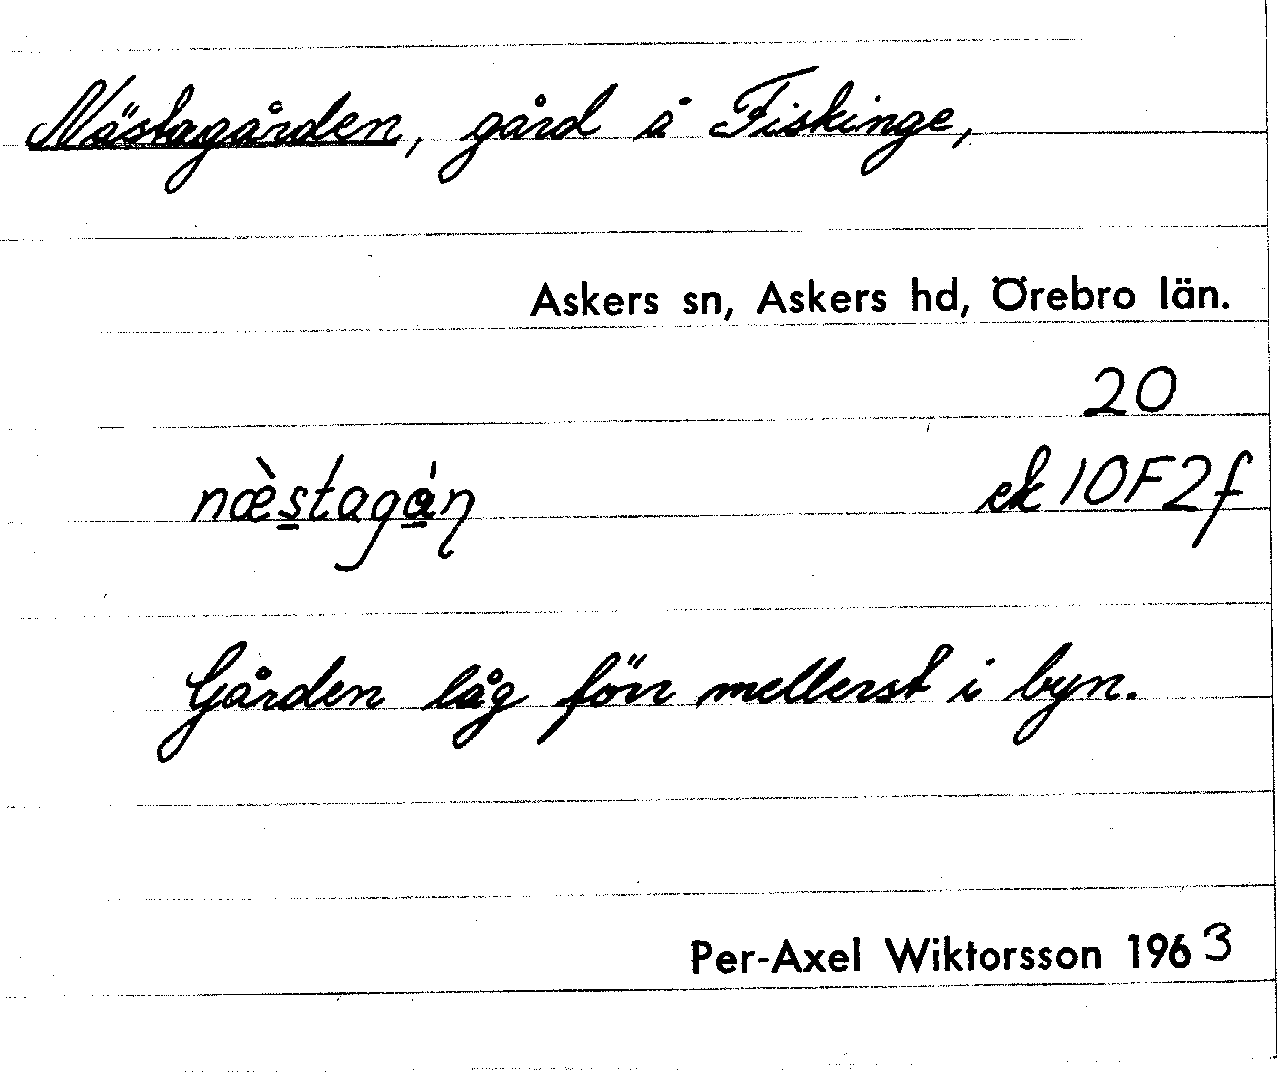 Nästagården, gård å Fiskinge,
Askers sn, Askers hd, Örebro län.
20
næ̀stagán ek 10F2f
Gården låg förr mellerst i byn.
Per-Axel Wiktorsson 1963